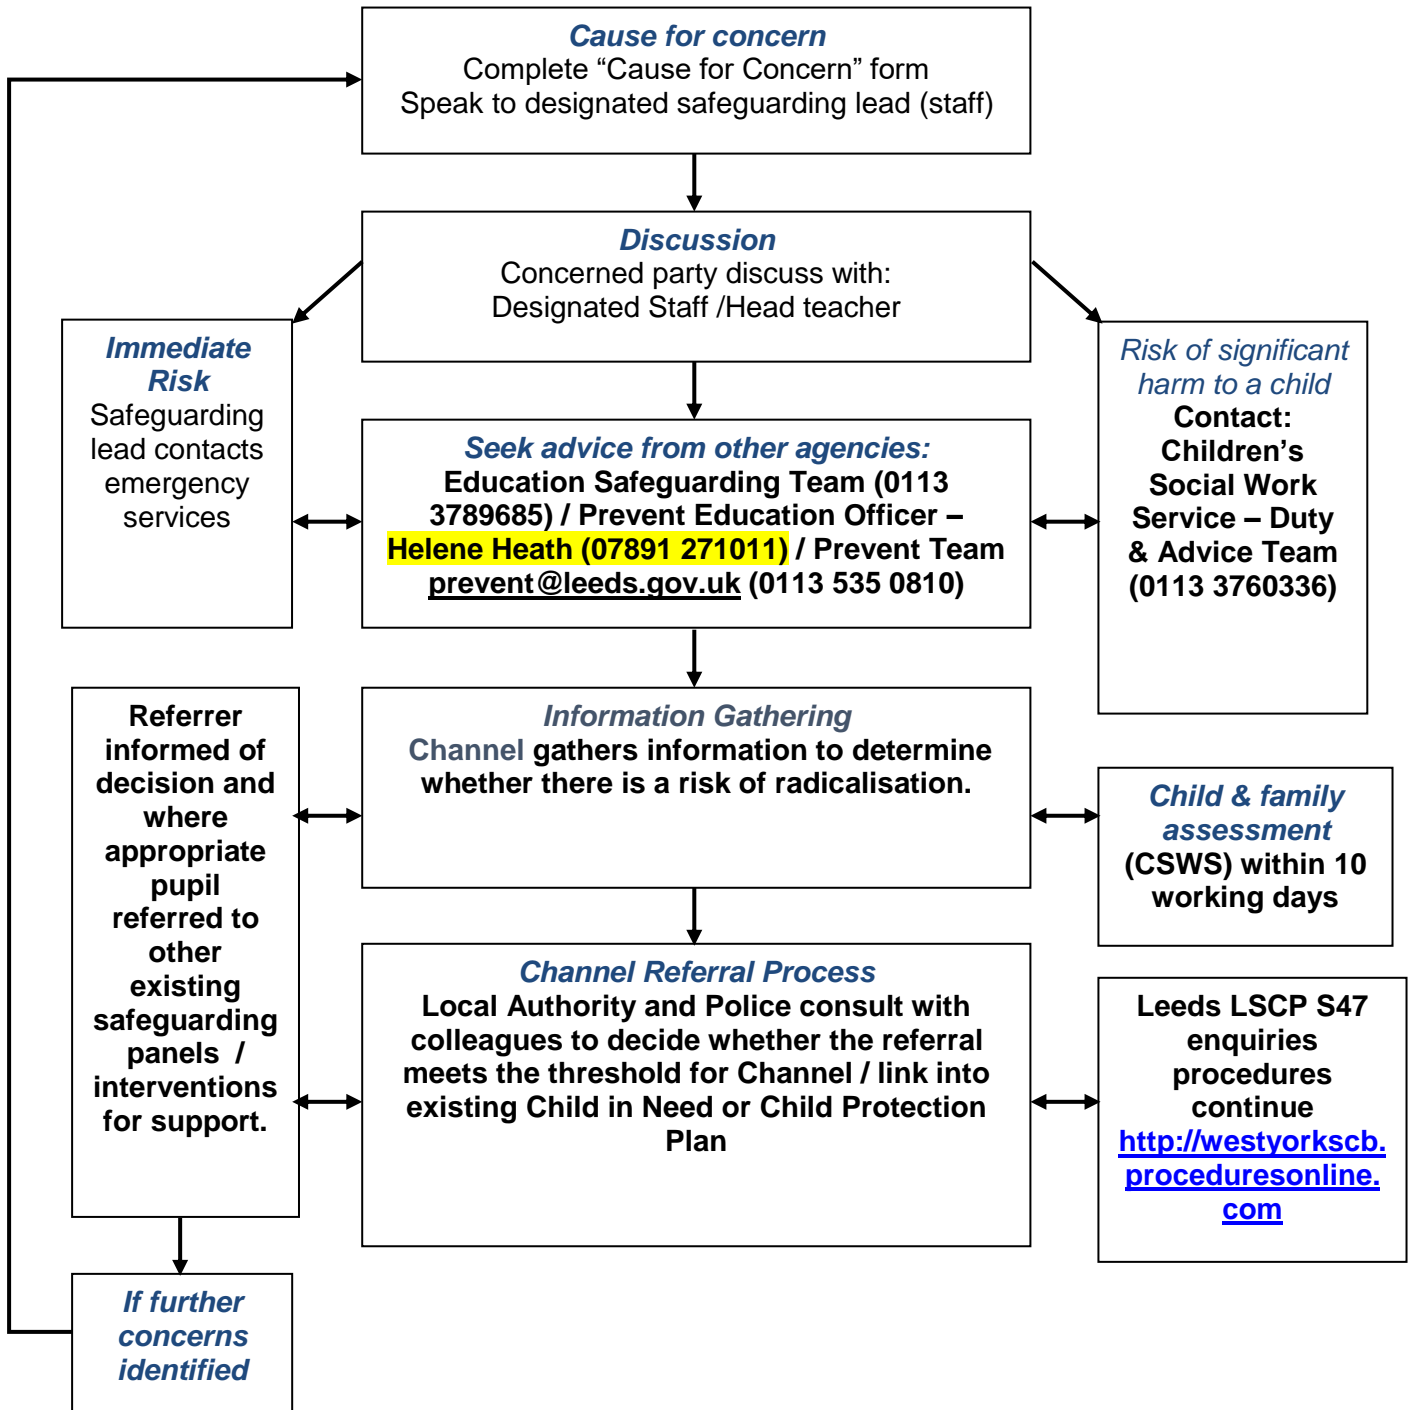 Cause for concern
Complete “Cause for Concern” form
Speak to designated safeguarding lead (staff)
Discussion
Concerned party discuss with:
Designated Staff /Head teacher
Immediate
Risk
Safeguarding
lead contacts
emergency
services
Seek advice from other agencies:
Education Safeguarding Team (0113
3789685) / Prevent Education Officer –
Helene Heath (07891 271011) / Prevent Team
prevent@leeds.gov.uk (0113 535 0810)
Risk of significant
harm to a child
Contact:
Children’s
Social Work
Service – Duty
& Advice Team
(0113 3760336)
Referrer
informed of
decision and
where
appropriate
pupil
referred to
other
existing
safeguarding
panels /
interventions
for support.
Information Gathering
Channel gathers information to determine
whether there is a risk of radicalisation.
Child & family
assessment
(CSWS) within 10
working days
Channel Referral Process
Local Authority and Police consult with
colleagues to decide whether the referral
meets the threshold for Channel / link into
existing Child in Need or Child Protection
Plan
Leeds LSCP S47
enquiries
procedures
continue
http://westyorkscb.
proceduresonline.
com
If further
concerns
identified